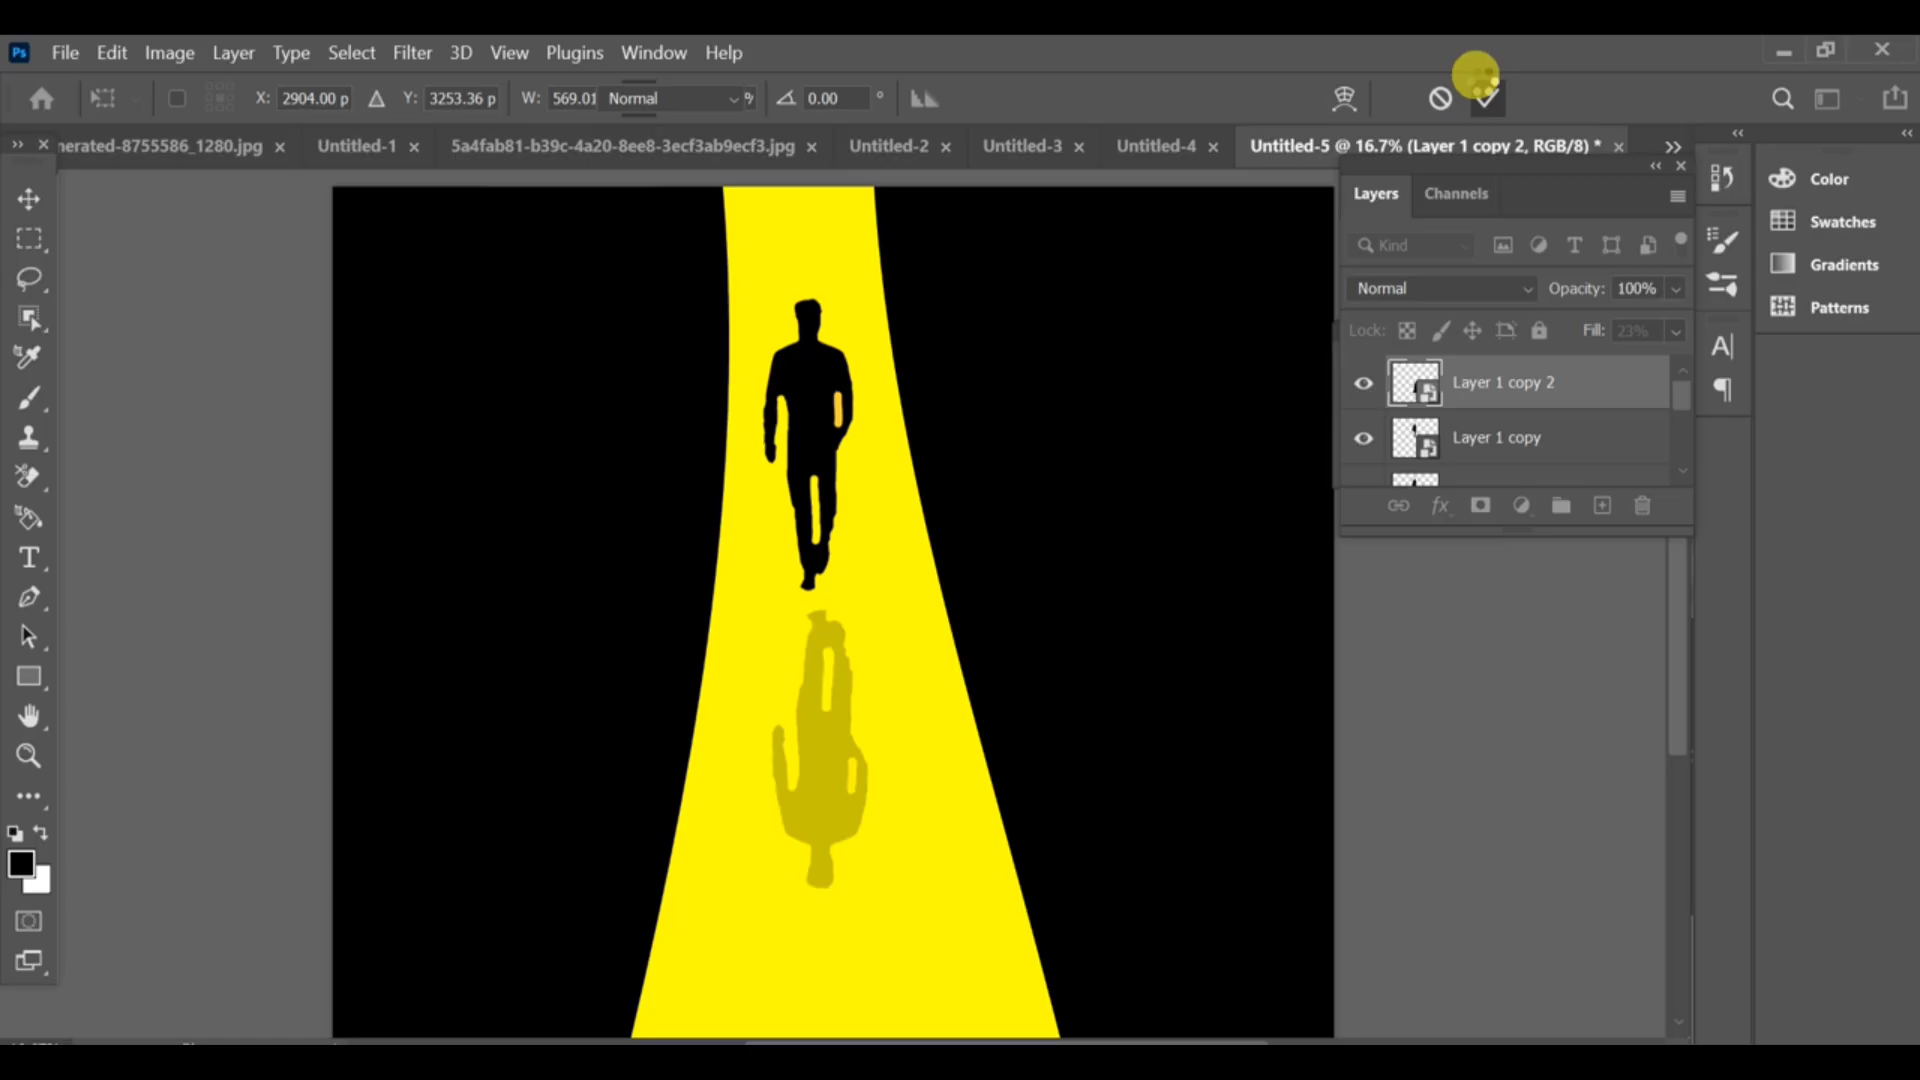 Ps File Edit Image Layer Type Select Filter 3D View Plugins Window Help
X: 2904.00 p Y: 3253.36 p W: 569.01 Normal 0.00 °
nerated-8755586_1280.jpg × Untitled-1 × 5a4fab81-b39c-4a20-8ee8-3ecf3ab9ecf3.jpg × Untitled-2 × Untitled-3 × Untitled-4 × Untitled-5 @ 16.7% (Layer 1 copy 2, RGB/8) * ×
Layers Channels
Kind
Normal Opacity: 100%
Lock: Fill: 23%
Layer 1 copy 2
Layer 1 copy
fx
Color
Swatches
Gradients
Patterns